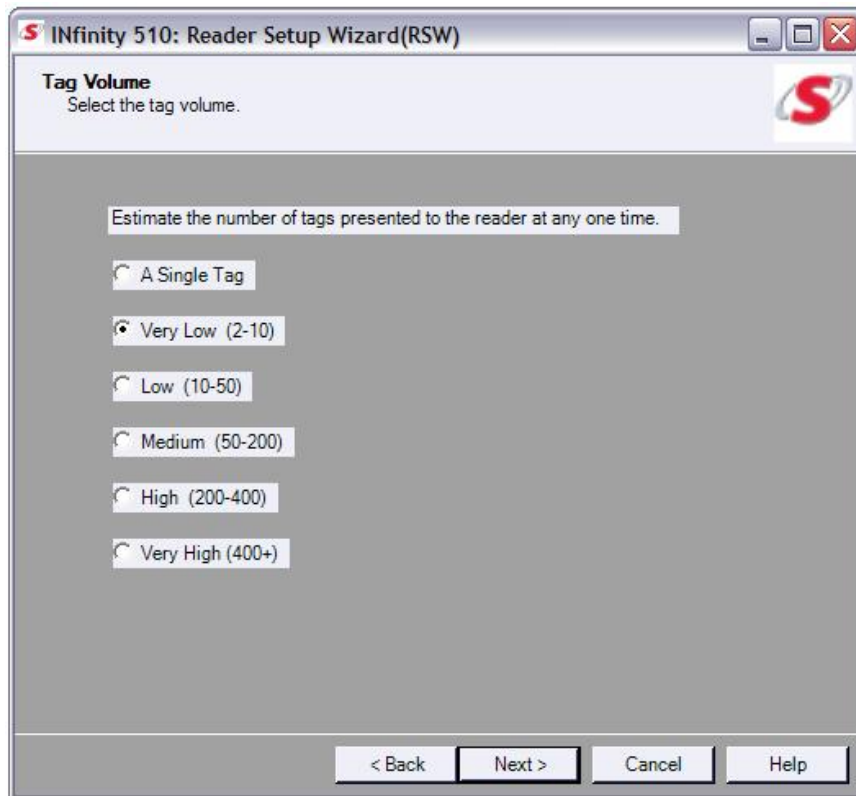 INfinity 510: Reader Setup Wizard(RSW)
Tag Volume
Select the tag volume.
S
Estimate the number of tags presented to the reader at any one time.
A Single Tag
Very Low (2-10)
Low (10-50)
Medium (50-200)
High (200-400)
Very High (400+)
< Back Next > Cancel Help